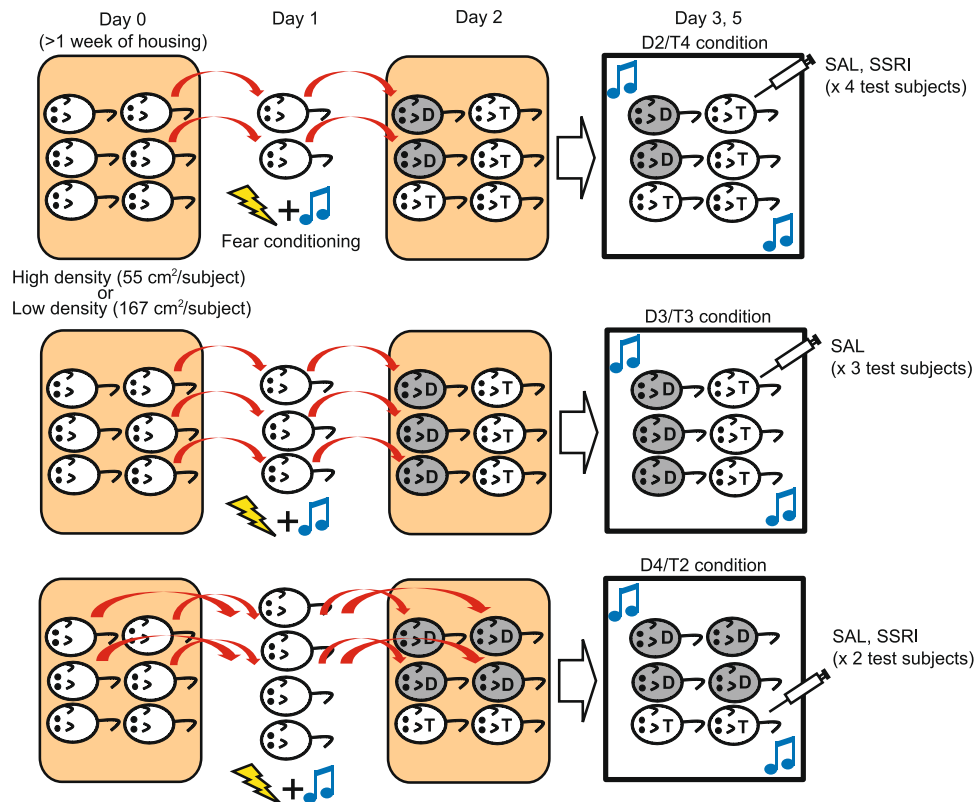 Day 0
(>1 week of housing)
Day 1
Day 2
Day 3, 5
D2/T4 condition
SAL, SSRI
(x 4 test subjects)
D T
D T
T T
D T
D T
T T
+
Fear conditioning
High density (55 cm²/subject)
or
Low density (167 cm²/subject)
D3/T3 condition
SAL
(x 3 test subjects)
D T
D T
D T
D T
D T
D T
+
D4/T2 condition
SAL, SSRI
(x 2 test subjects)
D D
D D
T T
D D
D D
T T
+